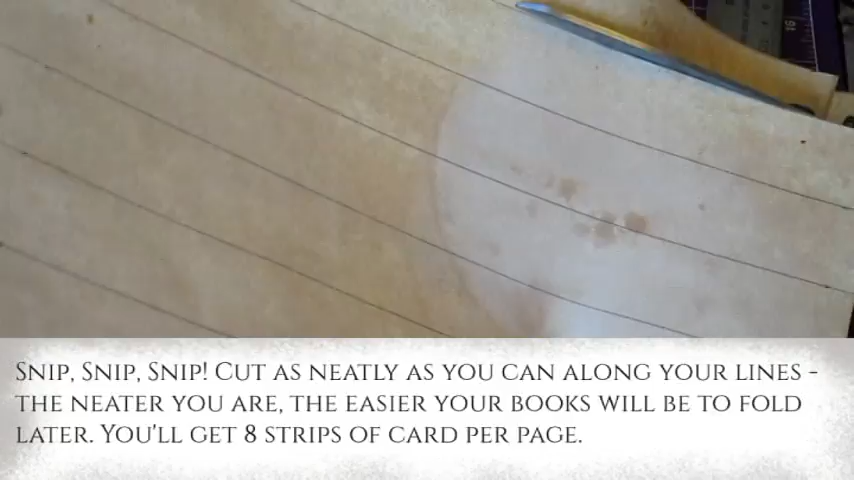 16
Snip, Snip, Snip! Cut as neatly as you can along your lines -
the neater you are, the easier your books will be to fold
later. You'll get 8 strips of card per page.